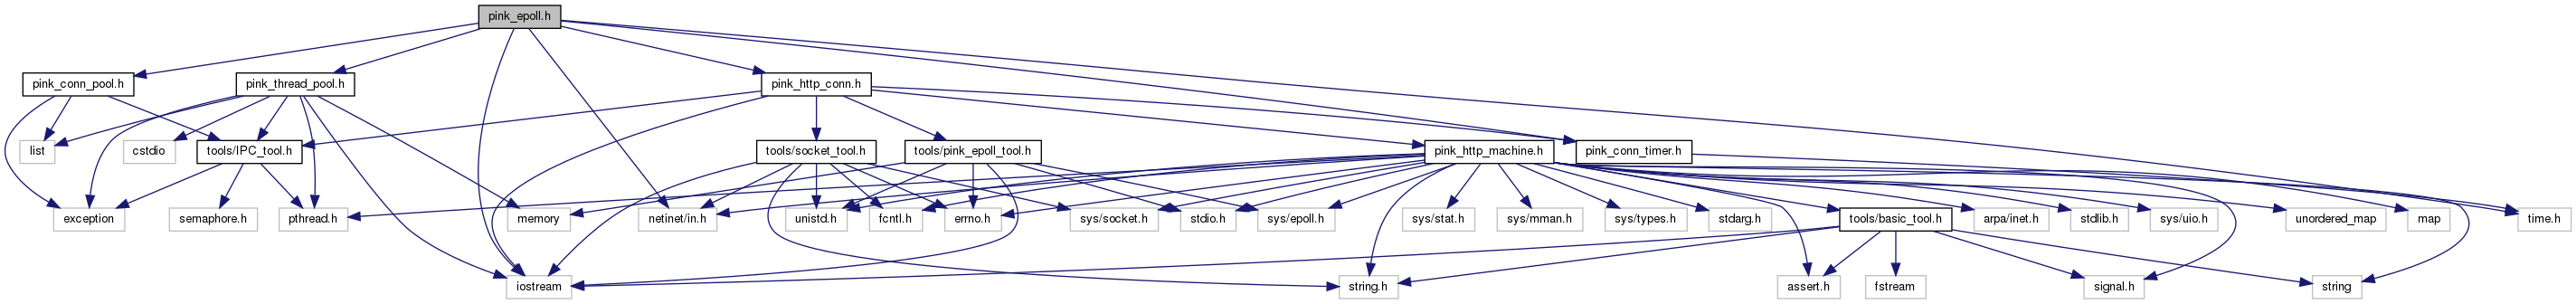 pink_epoll.h
pink_conn_pool.h
pink_thread_pool.h
pink_http_conn.h
list
cstdio
tools/IPC_tool.h
tools/socket_tool.h
tools/pink_epoll_tool.h
pink_http_machine.h
pink_conn_timer.h
exception
semaphore.h
pthread.h
memory
netinet/in.h
unistd.h
fcntl.h
errno.h
sys/socket.h
stdio.h
sys/epoll.h
sys/stat.h
sys/mman.h
sys/types.h
stdarg.h
tools/basic_tool.h
arpa/inet.h
stdlib.h
sys/uio.h
unordered_map
map
time.h
iostream
string.h
assert.h
fstream
signal.h
string